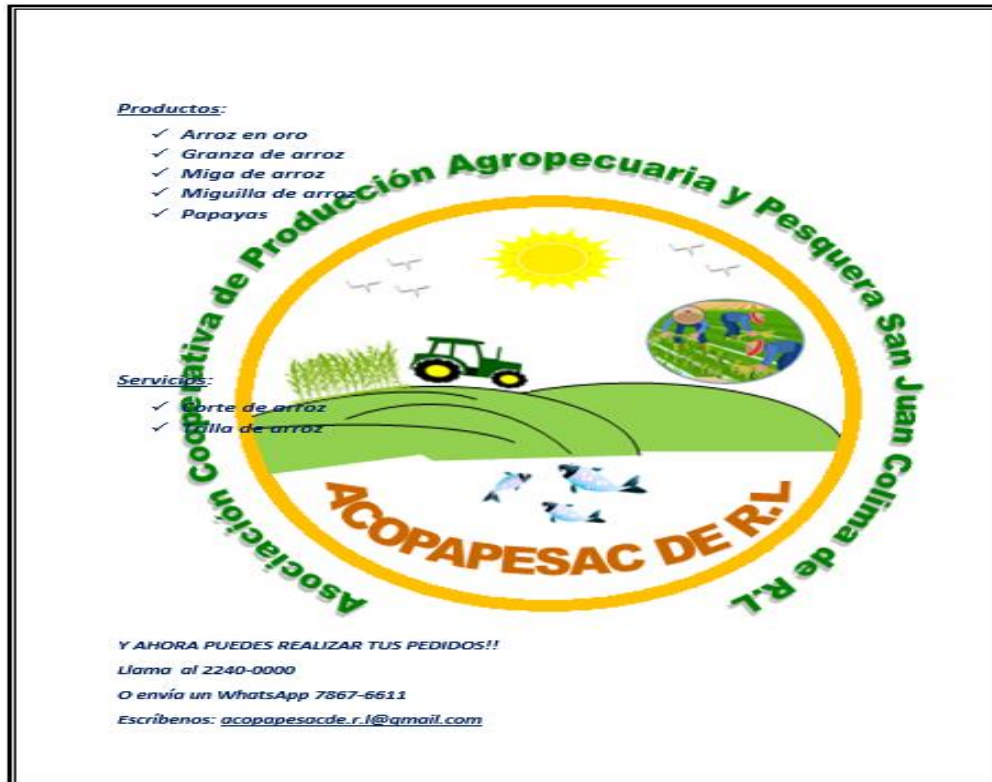 Productos:
✓ Arroz en oro
✓ Granza de arroz
✓ Miga de arroz
✓ Miguilla de arroz
✓ Papayas
Asociación Cooperativa de Producción Agropecuaria y Pesquera San Juan Colima de R.L
Servicios:
✓ Corte de arroz
✓ Trilla de arroz
ACOPAPESAC DE R.L
Y AHORA PUEDES REALIZAR TUS PEDIDOS!!
Llama al 2240-0000
O envía un WhatsApp 7867-6611
Escríbenos: acopapesacde.r.l@gmail.com